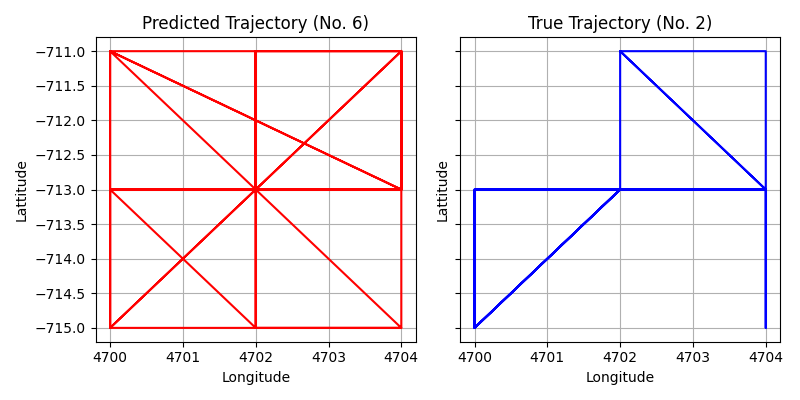 Predicted Trajectory (No. 6)
True Trajectory (No. 2)
−711.0
−711.5
−712.0
−712.5
−713.0
−713.5
−714.0
−714.5
−715.0
Lattitude
Lattitude
4700 4701 4702 4703 4704
4700 4701 4702 4703 4704
Longitude
Longitude